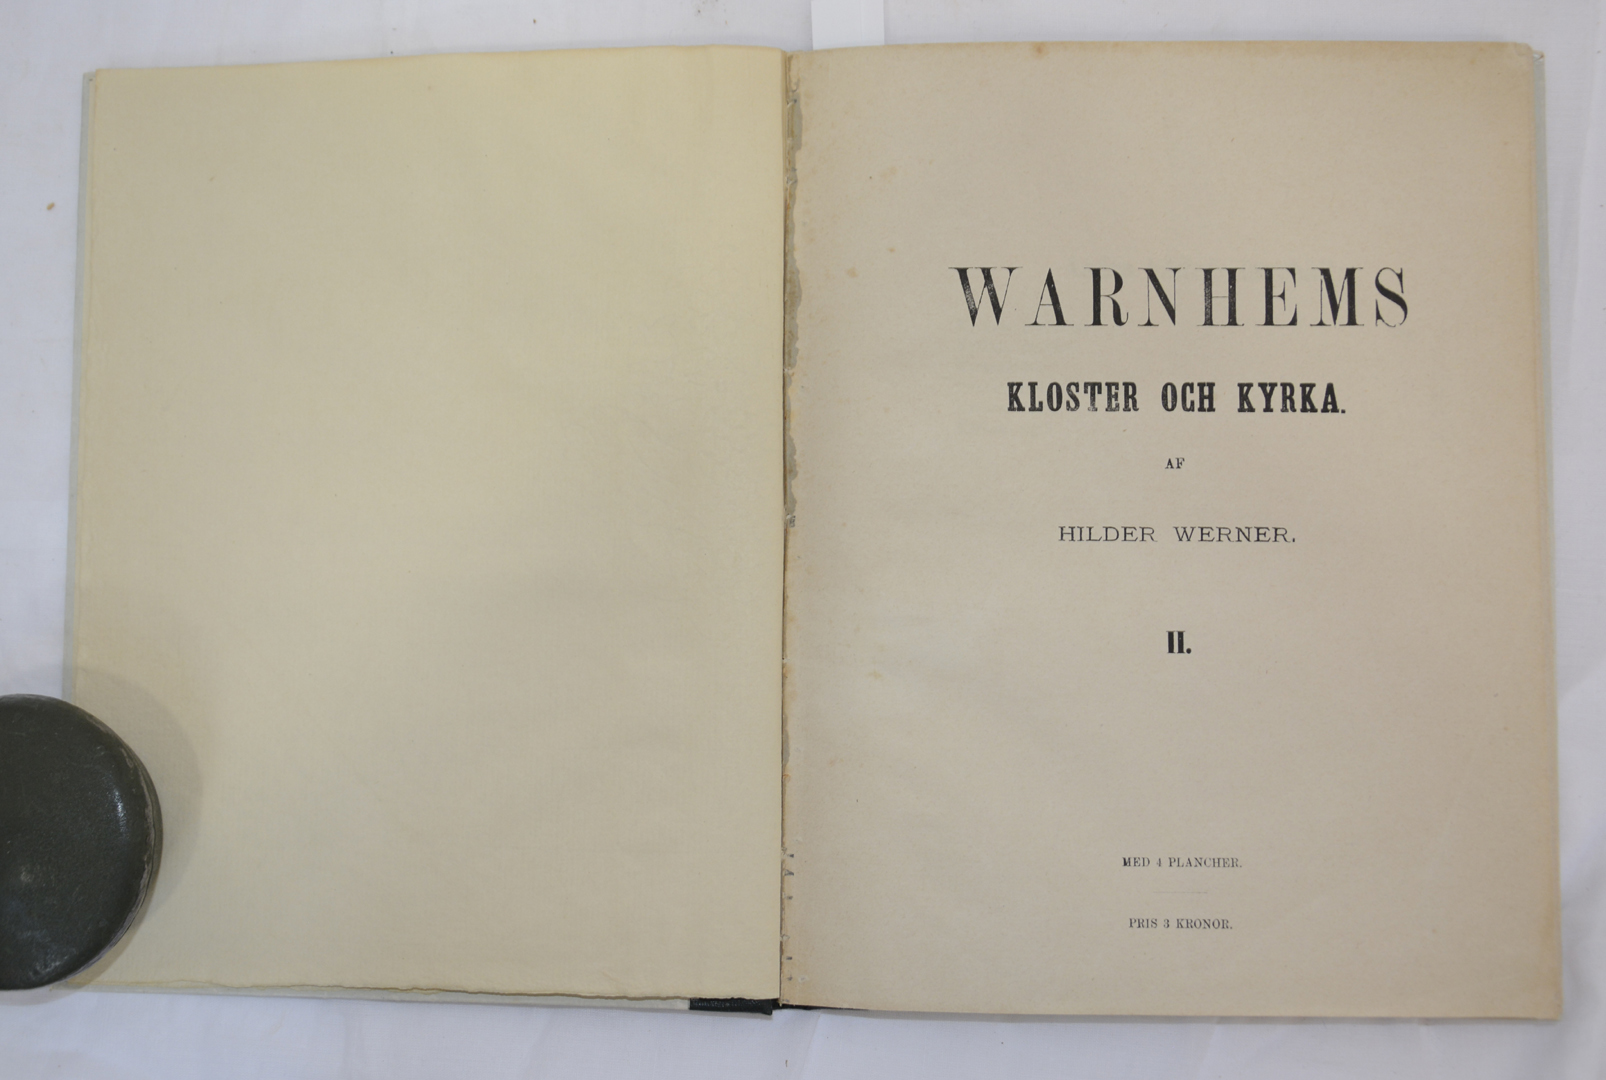 WARNHEMS
KLOSTER OCH KYRKA.
AF
HILDER WERNER.
II.
MED 4 PLANCHER.
PRIS 3 KRONOR.